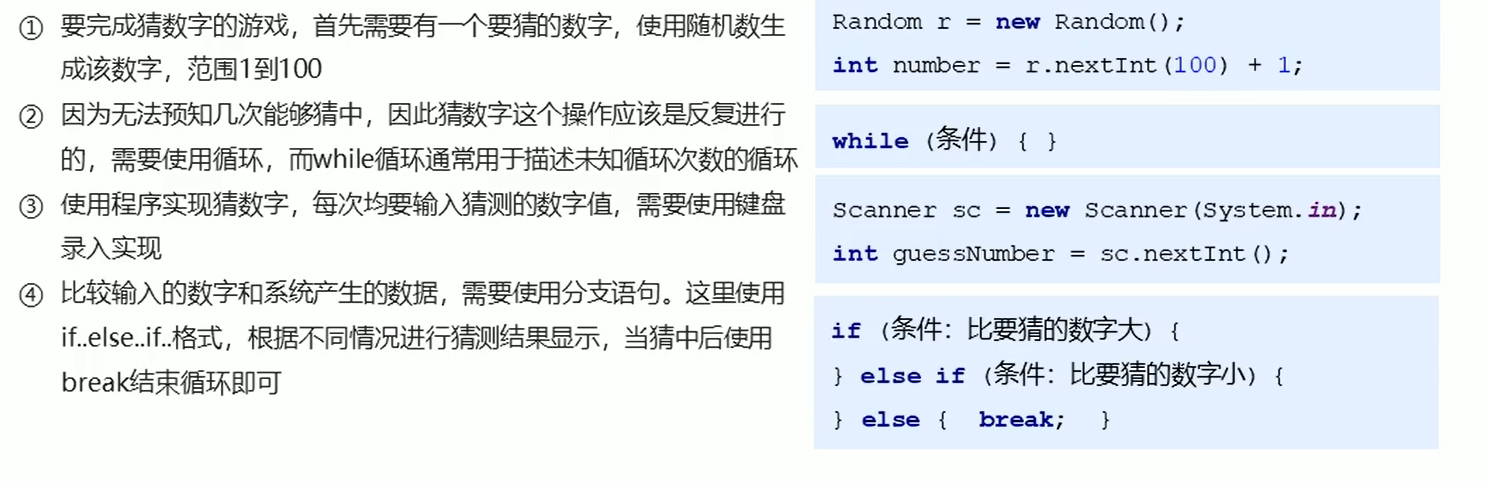 ① 要完成猜数字的游戏，首先需要有一个要猜的数字，使用随机数生
成该数字，范围1到100
② 因为无法预知几次能够猜中，因此猜数字这个操作应该是反复进行
的，需要使用循环，而while循环通常用于描述未知循环次数的循环
③ 使用程序实现猜数字，每次均要输入猜测的数字值，需要使用键盘
录入实现
④ 比较输入的数字和系统产生的数据，需要使用分支语句。这里使用
if..else..if..格式，根据不同情况进行猜测结果显示，当猜中后使用
break结束循环即可
Random r = new Random();
int number = r.nextInt(100) + 1;
while (条件) { }
Scanner sc = new Scanner(System.in);
int guessNumber = sc.nextInt();
if (条件：比要猜的数字大) {
} else if (条件：比要猜的数字小) {
} else { break; }